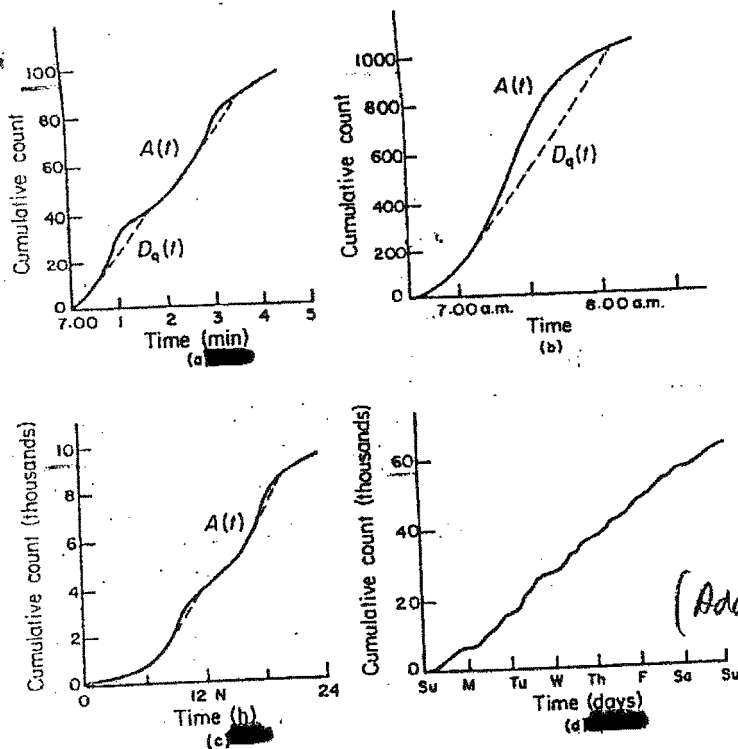 100
80
60
40
20
0
Cumulative count
A(t)
Dq(t)
7.00 1 2 3 4 5
Time (min)
(a
1000
800
600
400
200
0
Cumulative count
A(t)
Dq(t)
7.00 a.m. 8.00 a.m.
Time
(b)
10
8
6
4
2
0
Cumulative count (thousands)
A(t)
0 12 N 24
Time (h)
(c)
60
40
20
0
Cumulative count (thousands)
Su M Tu W Th F Sa Su
Time (days)
(d